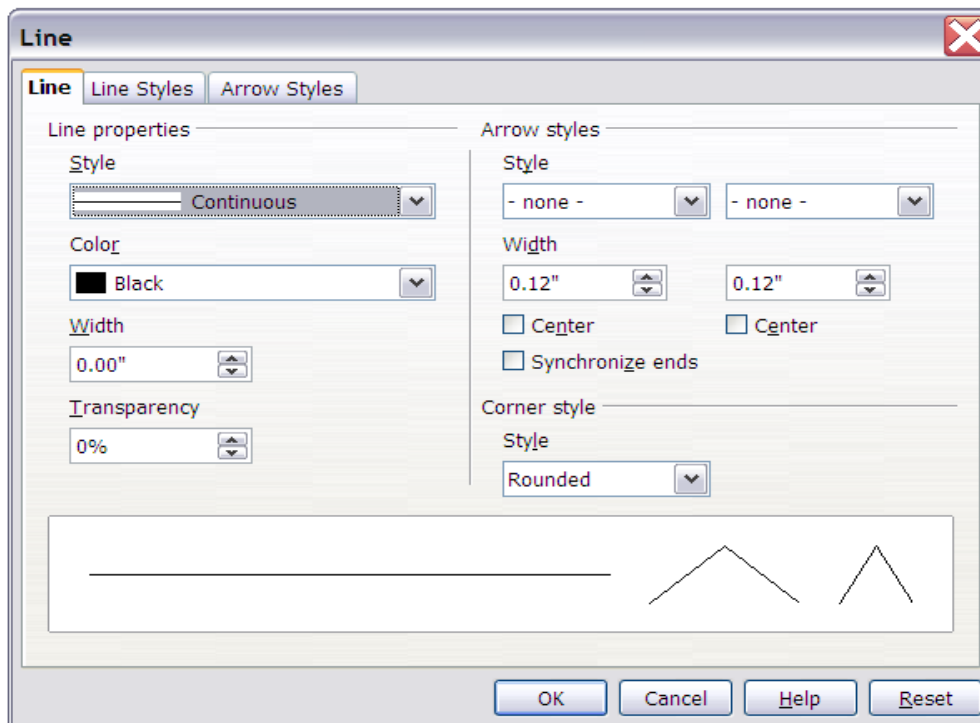 Line
Line Line Styles Arrow Styles
Line properties
Style
Continuous
Color
Black
Width
0.00"
Transparency
0%
Arrow styles
Style
- none - - none -
Width
0.12" 0.12"
Center Center
Synchronize ends
Corner style
Style
Rounded
OK Cancel Help Reset